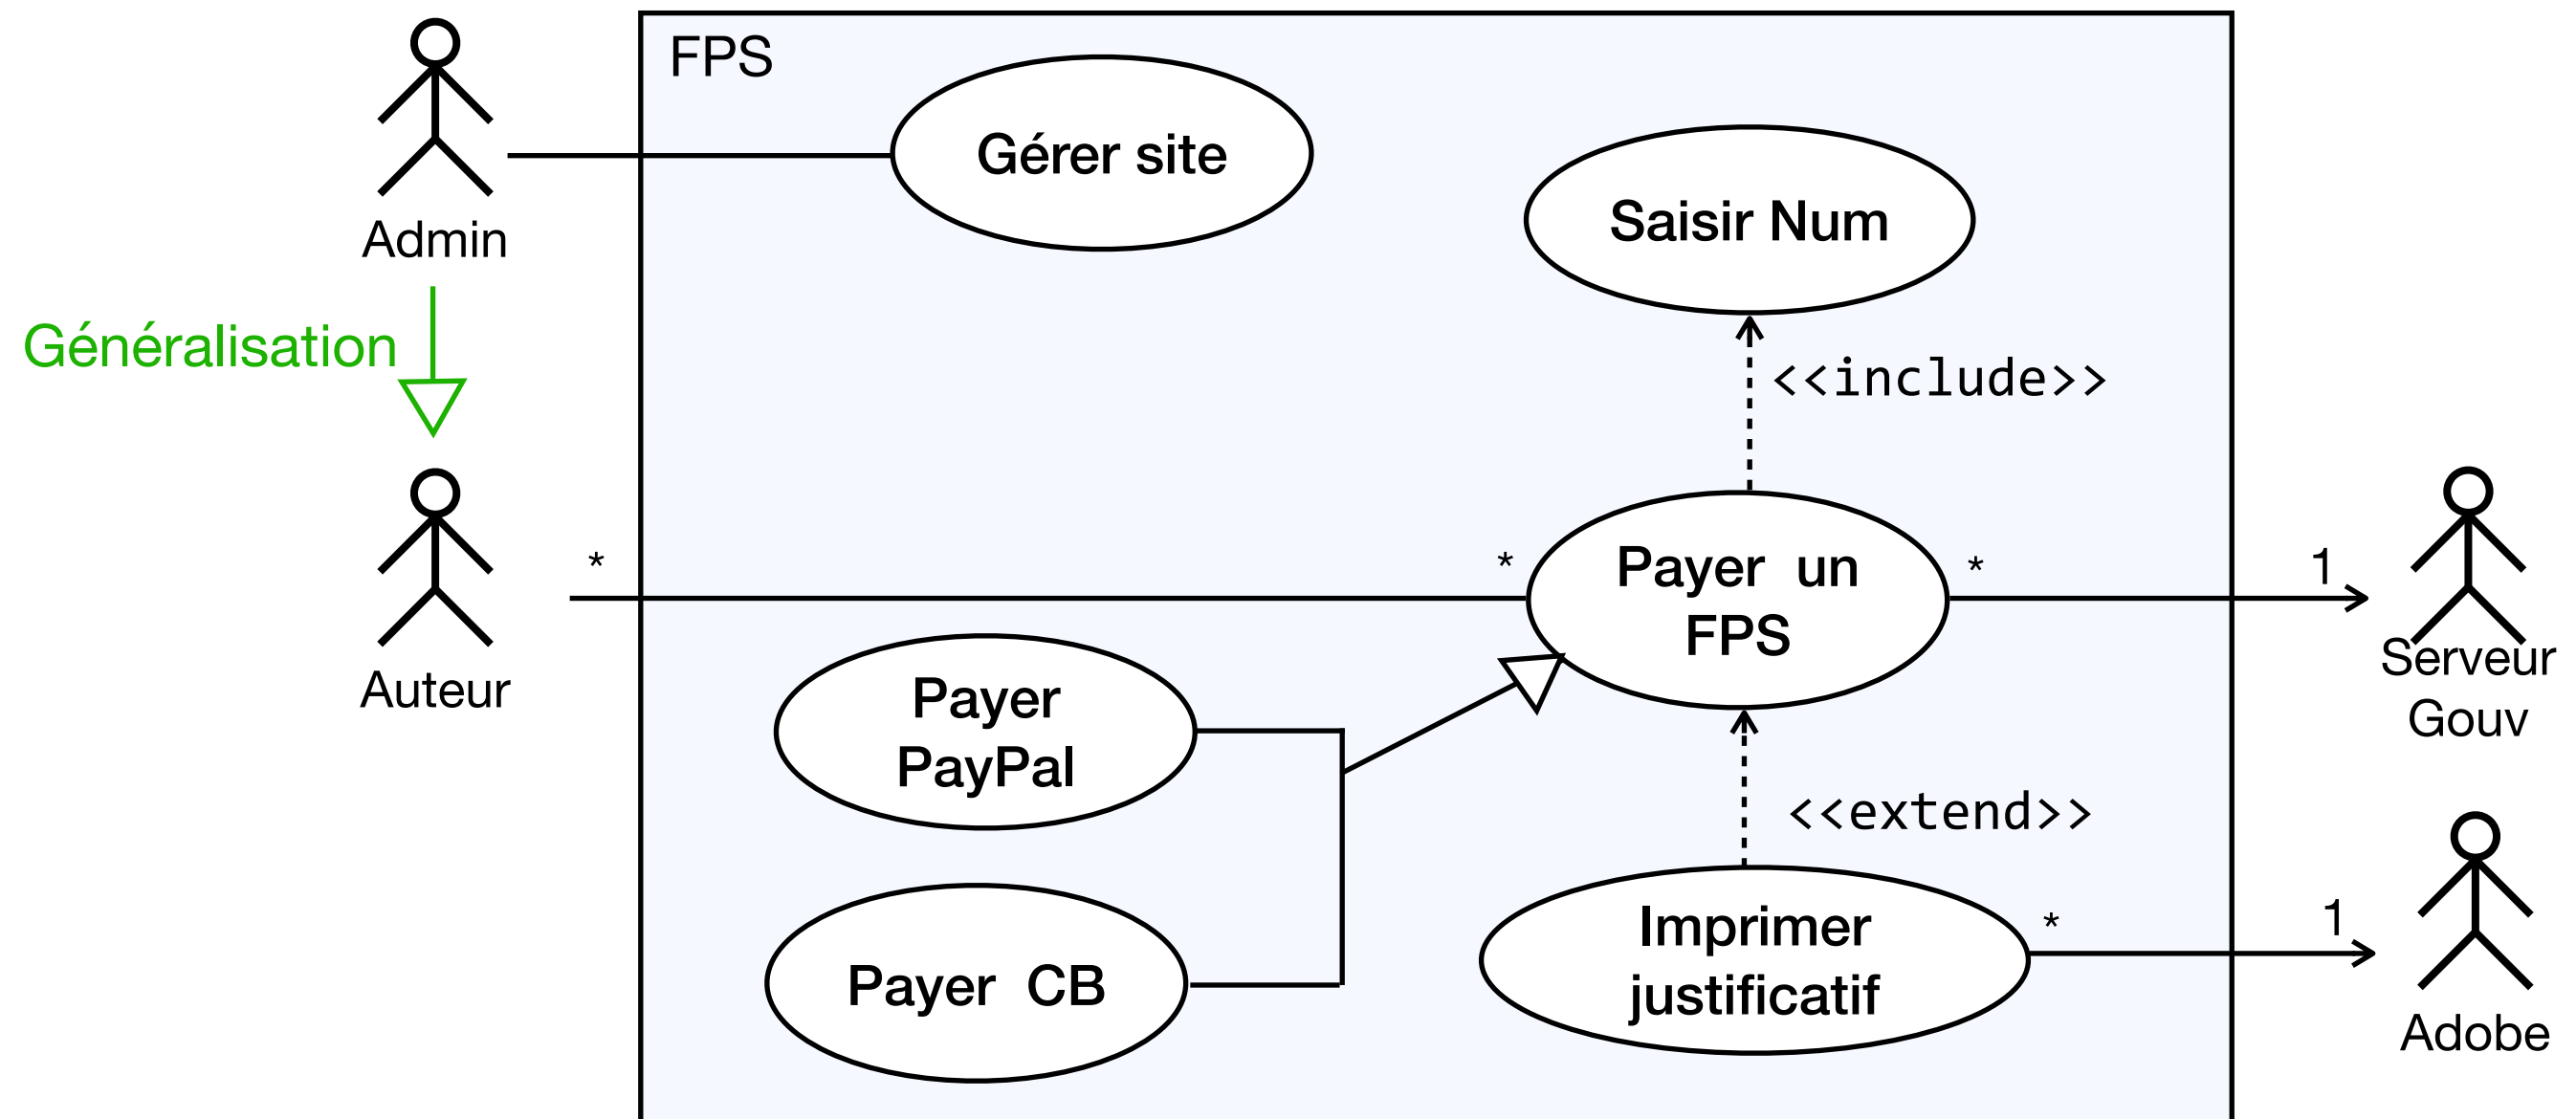 FPS
Gérer site
Admin
Saisir Num
Généralisation
<<include>>
* * * 1
Payer un
FPS
Auteur
Serveur
Gouv
Payer
PayPal
<<extend>>
* 1
Imprimer
justificatif
Payer CB
Adobe